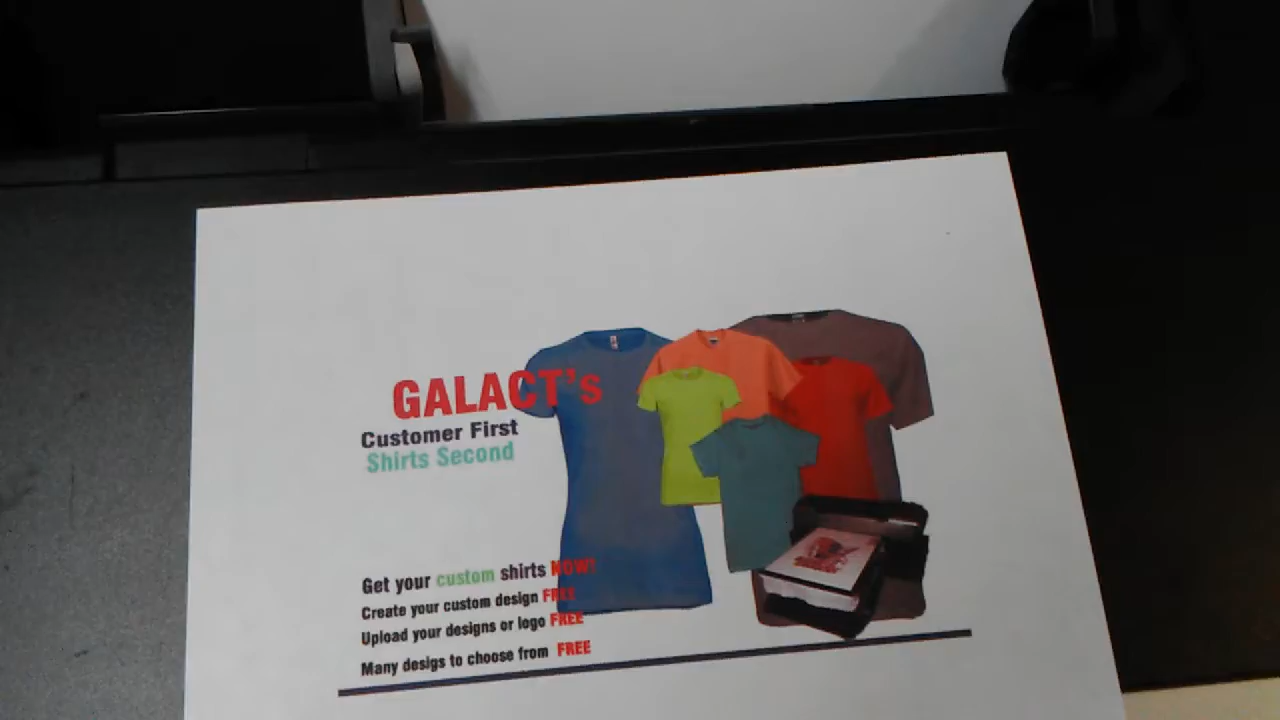 GALACT's
Customer First
Shirts Second
Get your custom shirts NOW!
Create your custom design FREE
Upload your designs or logo FREE
Many desigs to choose from FREE